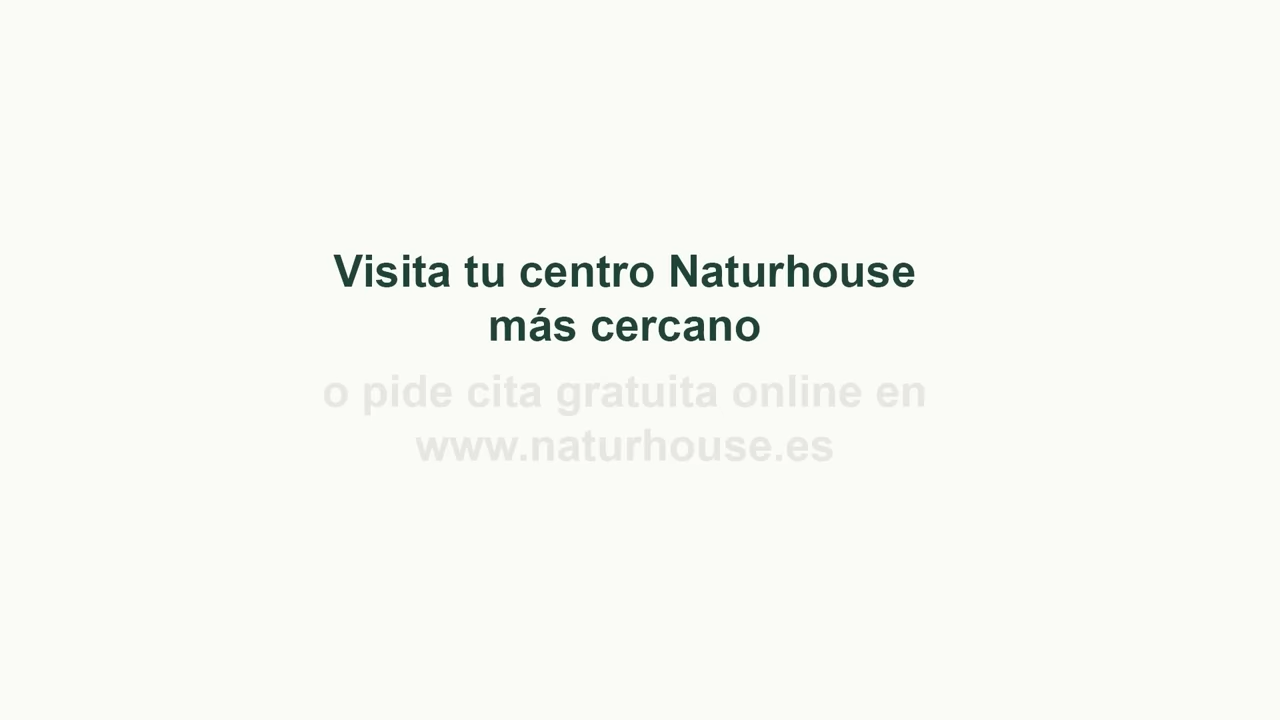 Visita tu centro Naturhouse
más cercano
o pide cita gratuita online en
www.naturhouse.es